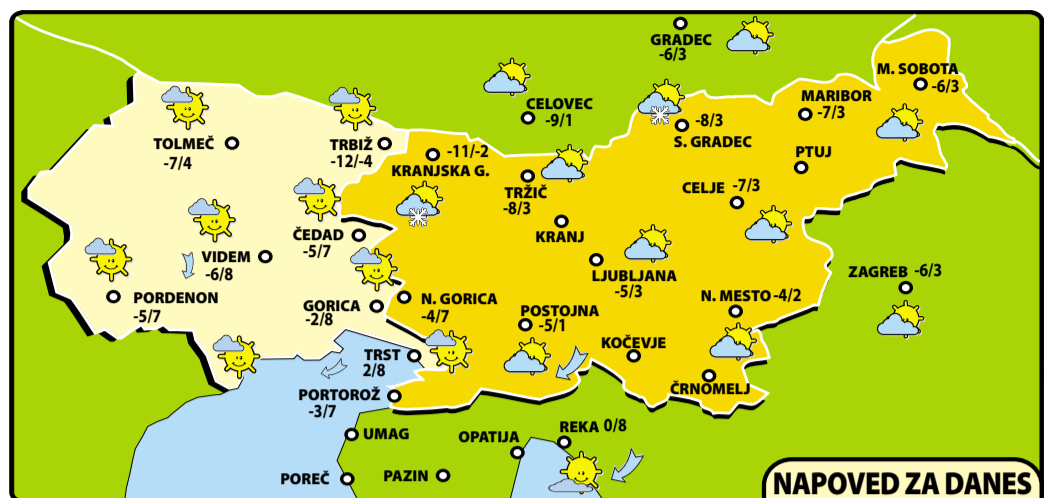 GRADEC
-6/3
M. SOBOTA
-6/3
CELOVEC
-9/1
MARIBOR
-7/3
-8/3
S. GRADEC
TOLMEČ
-7/4
TRBIŽ
-12/-4
-11/-2
KRANJSKA G.
PTUJ
TRŽIČ
-8/3
CELJE -7/3
KRANJ
ČEDAD
-5/7
VIDEM
-6/8
LJUBLJANA
-5/3
ZAGREB -6/3
PORDENON
-5/7
GORICA
-2/8
N. GORICA
-4/7
N. MESTO -4/2
POSTOJNA
-5/1
KOČEVJE
TRST
2/8
ČRNOMELJ
PORTOROŽ
-3/7
UMAG
OPATIJA
REKA 0/8
POREČ
PAZIN
NAPOVED ZA DANES